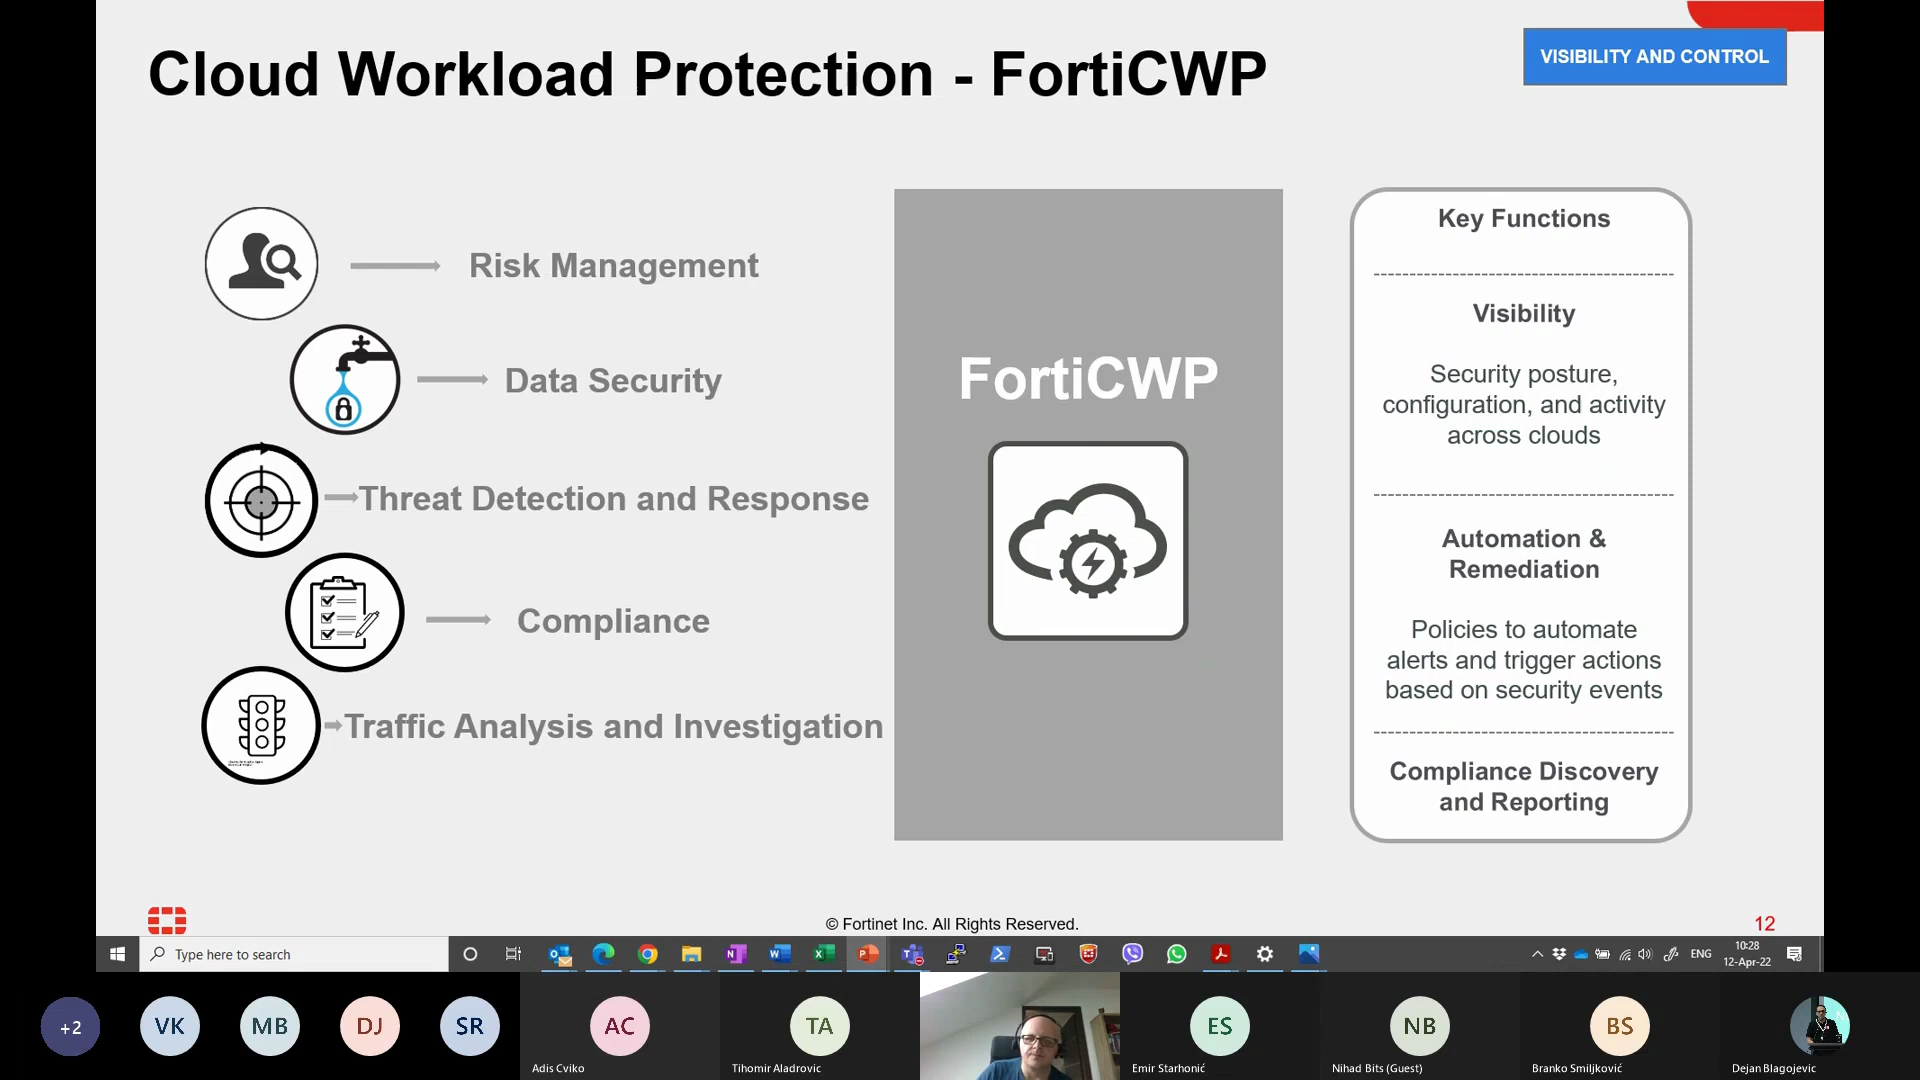 Cloud Workload Protection - FortiCWP
VISIBILITY AND CONTROL
Risk Management
Data Security
Threat Detection and Response
Compliance
Traffic Analysis and Investigation
FortiCWP
Key Functions
Visibility
Security posture,
configuration, and activity
across clouds
Automation &
Remediation
Policies to automate
alerts and trigger actions
based on security events
Compliance Discovery
and Reporting
© Fortinet Inc. All Rights Reserved.
12
Type here to search
ENG
10:28
12-Apr-22
+2
VK
MB
DJ
SR
AC
Adis Cviko
TA
Tihomir Aladrovic
ES
Emir Starhonić
NB
Nihad Bits (Guest)
BS
Branko Smiljković
Dejan Blagojevic